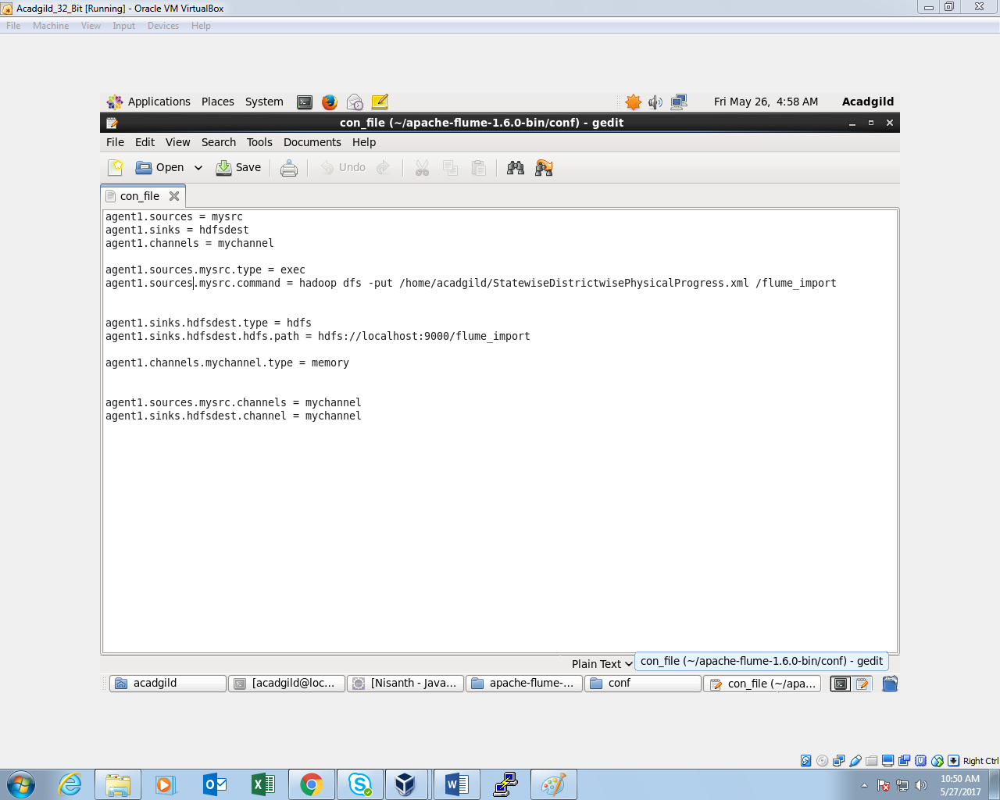 Acadgild_32_Bit [Running] - Oracle VM VirtualBox
File Machine View Input Devices Help
Applications Places System Fri May 26, 4:58 AM Acadgild
con_file (~/apache-flume-1.6.0-bin/conf) - gedit
File Edit View Search Tools Documents Help
Open Save Undo
con_file
agent1.sources = mysrc
agent1.sinks = hdfsdest
agent1.channels = mychannel
agent1.sources.mysrc.type = exec
agent1.sources.mysrc.command = hadoop dfs -put /home/acadgild/StatewiseDistrictwisePhysicalProgress.xml /flume_import
agent1.sinks.hdfsdest.type = hdfs
agent1.sinks.hdfsdest.hdfs.path = hdfs://localhost:9000/flume_import
agent1.channels.mychannel.type = memory
agent1.sources.mysrc.channels = mychannel
agent1.sinks.hdfsdest.channel = mychannel
Plain Text con_file (~/apache-flume-1.6.0-bin/conf) - gedit
acadgild [acadgild@loc... [Nisanth - Java... apache-flume-... conf con_file (~/apa...
Right Ctrl
10:50 AM
5/27/2017